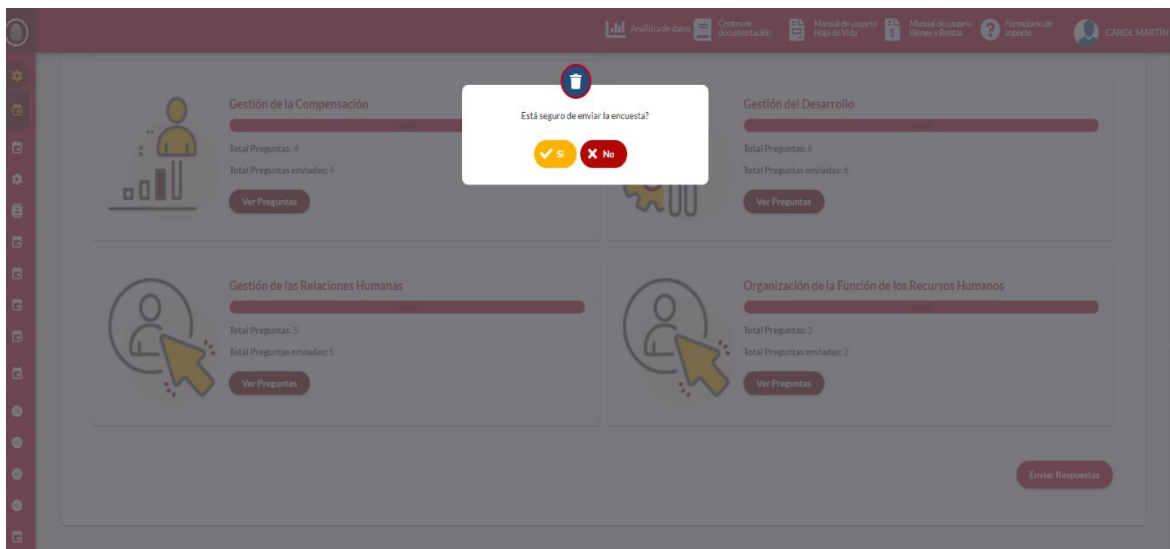 Analítica de datos
Centro de
documentación
Manual de usuario
Hoja de Vida
Manual de usuario
Bienes y Rentas
Formulario de
soporte
CAROL MARTÍN
Está seguro de enviar la encuesta?
Si
No
Gestión de la Compensación
Total Preguntas: 4
Total Preguntas enviadas: 4
Ver Preguntas
Gestión del Desarrollo
Total Preguntas: 6
Total Preguntas enviadas: 6
Ver Preguntas
Gestión de las Relaciones Humanas
Total Preguntas: 5
Total Preguntas enviadas: 5
Ver Preguntas
Organización de la Función de los Recursos Humanos
Total Preguntas: 3
Total Preguntas enviadas: 3
Ver Preguntas
Enviar Respuestas